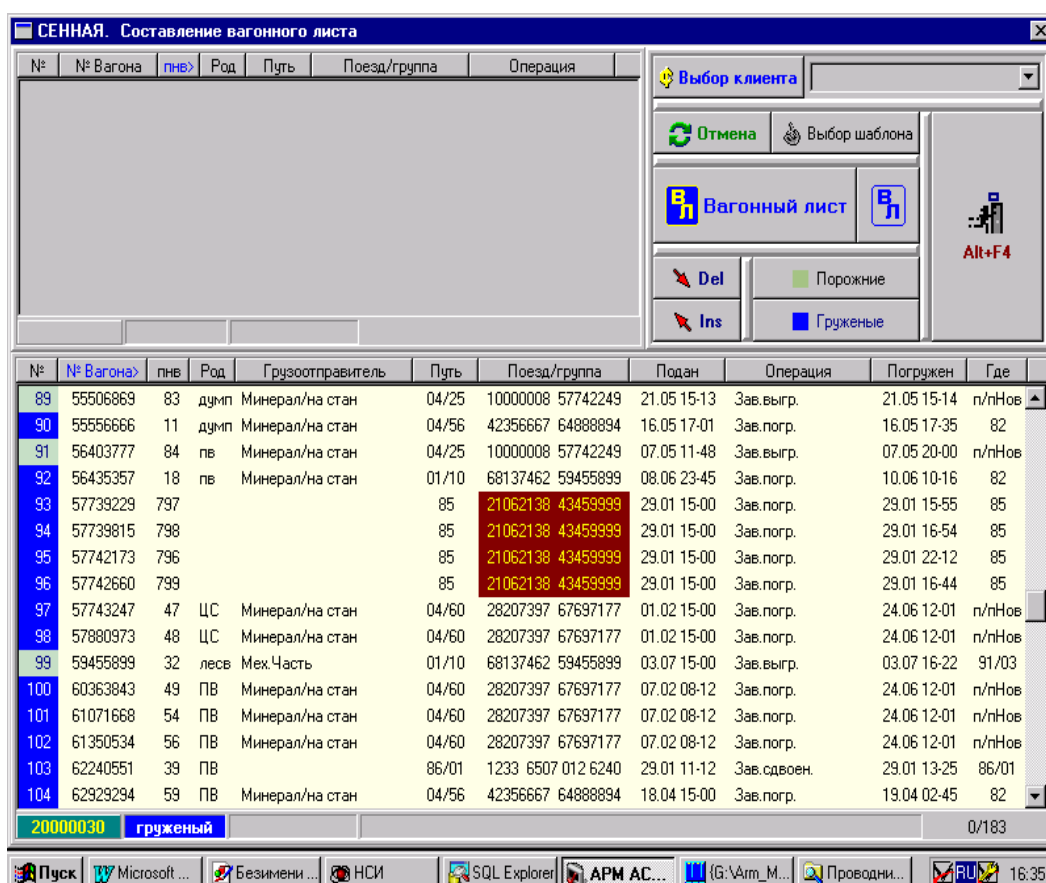 СЕННАЯ. Составление вагонного листа
№ № Вагона пнв> Род Путь Поезд/группа Операция
Выбор клиента
Отмена Выбор шаблона
ВЛ Вагонный лист ВЛ
Alt+F4
Del Порожние
Ins Груженые
№ № Вагона> пнв Род Грузоотправитель Путь Поезд/группа Подан Операция Погружен Где
89 55506869 83 думп Минерал/на стан 04/25 10000008 57742249 21.05 15-13 Зав.выгр. 21.05 15-14 п/пНов
90 55556666 11 думп Минерал/на стан 04/56 42356667 64888894 16.05 17-01 Зав.погр. 16.05 17-35 82
91 56403777 84 пв Минерал/на стан 04/25 10000008 57742249 07.05 11-48 Зав.выгр. 07.05 20-00 п/пНов
92 56435357 18 пв Минерал/на стан 01/10 68137462 59455899 08.06 23-45 Зав.погр. 10.06 10-16 82
93 57739229 797 85 21062138 43459999 29.01 15-00 Зав.погр. 29.01 15-55 85
94 57739815 798 85 21062138 43459999 29.01 15-00 Зав.погр. 29.01 16-54 85
95 57742173 796 85 21062138 43459999 29.01 15-00 Зав.погр. 29.01 22-12 85
96 57742660 799 85 21062138 43459999 29.01 15-00 Зав.погр. 29.01 16-44 85
97 57743247 47 ЦС Минерал/на стан 04/60 28207397 67697177 01.02 15-00 Зав.погр. 24.06 12-01 п/пНов
98 57880973 48 ЦС Минерал/на стан 04/60 28207397 67697177 01.02 15-00 Зав.погр. 24.06 12-01 п/пНов
99 59455899 32 лесв Мех.Часть 01/10 68137462 59455899 03.07 15-00 Зав.выгр. 03.07 16-22 91/03
100 60363843 49 ПВ Минерал/на стан 04/60 28207397 67697177 07.02 08-12 Зав.погр. 24.06 12-01 п/пНов
101 61071668 54 ПВ Минерал/на стан 04/60 28207397 67697177 07.02 08-12 Зав.погр. 24.06 12-01 п/пНов
102 61350534 56 ПВ Минерал/на стан 04/60 28207397 67697177 07.02 08-12 Зав.погр. 24.06 12-01 п/пНов
103 62240551 39 ПВ 86/01 1233 6507 012 6240 29.01 11-12 Зав.сдвоен. 29.01 13-25 86/01
104 62929294 59 ПВ Минерал/на стан 04/56 42356667 64888894 18.04 15-00 Зав.погр. 19.04 02-45 82
20000030 груженый 0/183
Пуск Microsoft ... Безимени ... НСИ SQL Explorer АРМ АС... {G:\Arm_M... Проводни... RU 16:35